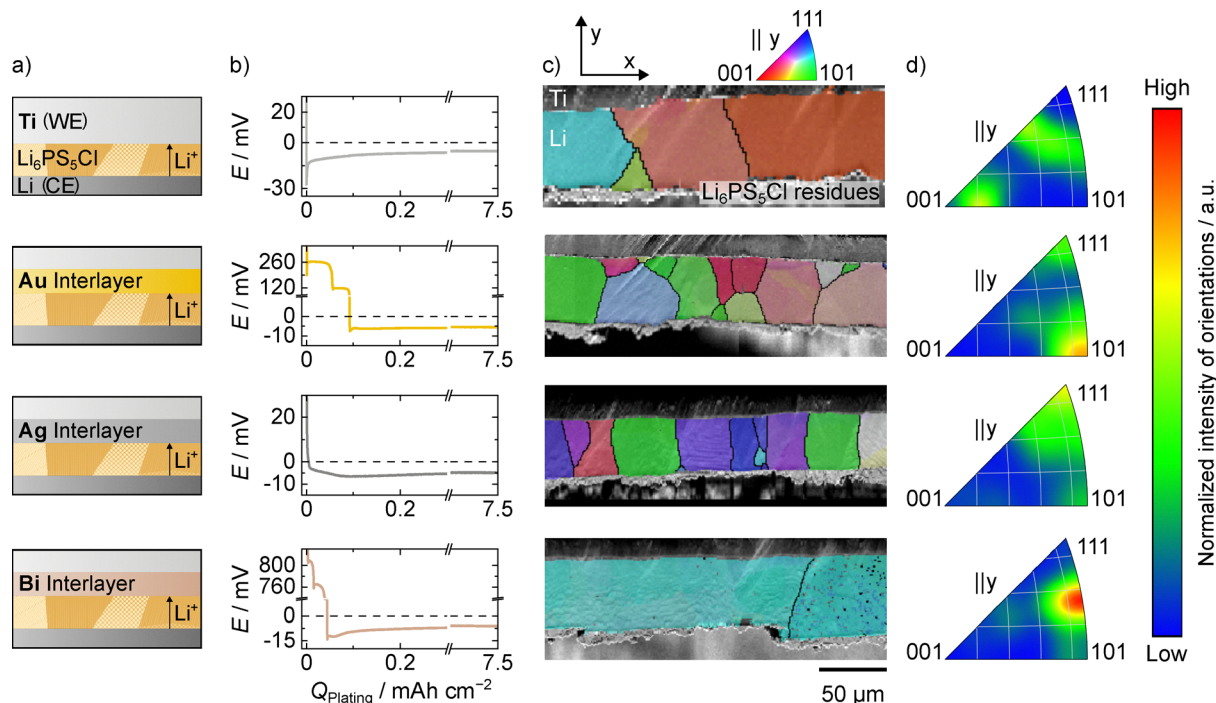 a)
b)
c)
d)
y
x
|| y
111
001
101
High
Ti (WE)
Li6PS5Cl
Li+
Li (CE)
E / mV
30
0
-30
0
0.2
7.5
Ti
Li
Li6PS5Cl residues
||y
111
001
101
Au Interlayer
Li+
E / mV
260
120
0
-10
0
0.2
7.5
||y
111
001
101
Ag Interlayer
Li+
E / mV
20
0
-10
0
0.2
7.5
||y
111
001
101
Bi Interlayer
Li+
E / mV
800
760
0
-15
0
0.2
7.5
||y
111
001
101
QPlating / mAh cm−2
50 µm
Normalized intensity of orientations / a.u.
Low